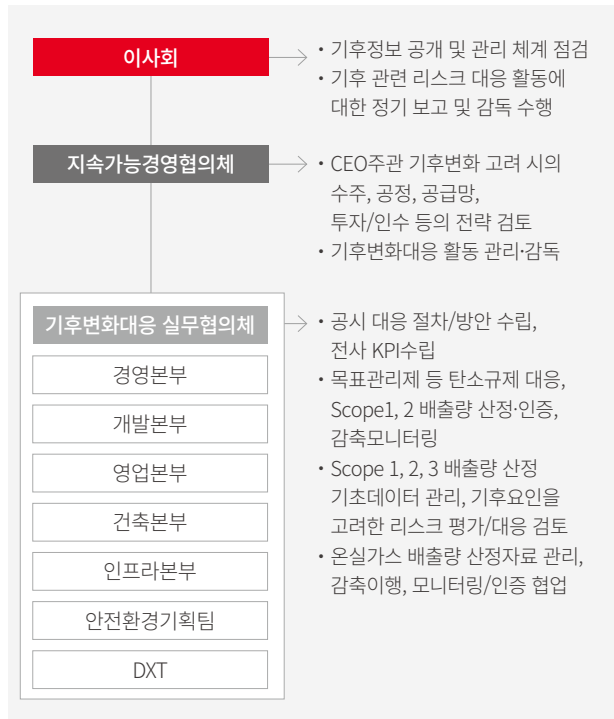 이사회
• 기후정보 공개 및 관리 체계 점검
• 기후 관련 리스크 대응 활동에
대한 정기 보고 및 감독 수행
지속가능경영협의체
• CEO주관 기후변화 고려 시의
수주, 공정, 공급망,
투자/인수 등의 전략 검토
• 기후변화대응 활동 관리·감독
기후변화대응 실무협의체
경영본부
개발본부
영업본부
건축본부
인프라본부
안전환경기획팀
DXT
• 공시 대응 절차/방안 수립,
전사 KPI수립
• 목표관리제 등 탄소규제 대응,
Scope1, 2 배출량 산정·인증,
감축모니터링
• Scope 1, 2, 3 배출량 산정
기초데이터 관리, 기후요인을
고려한 리스크 평가/대응 검토
• 온실가스 배출량 산정자료 관리,
감축이행, 모니터링/인증 협업